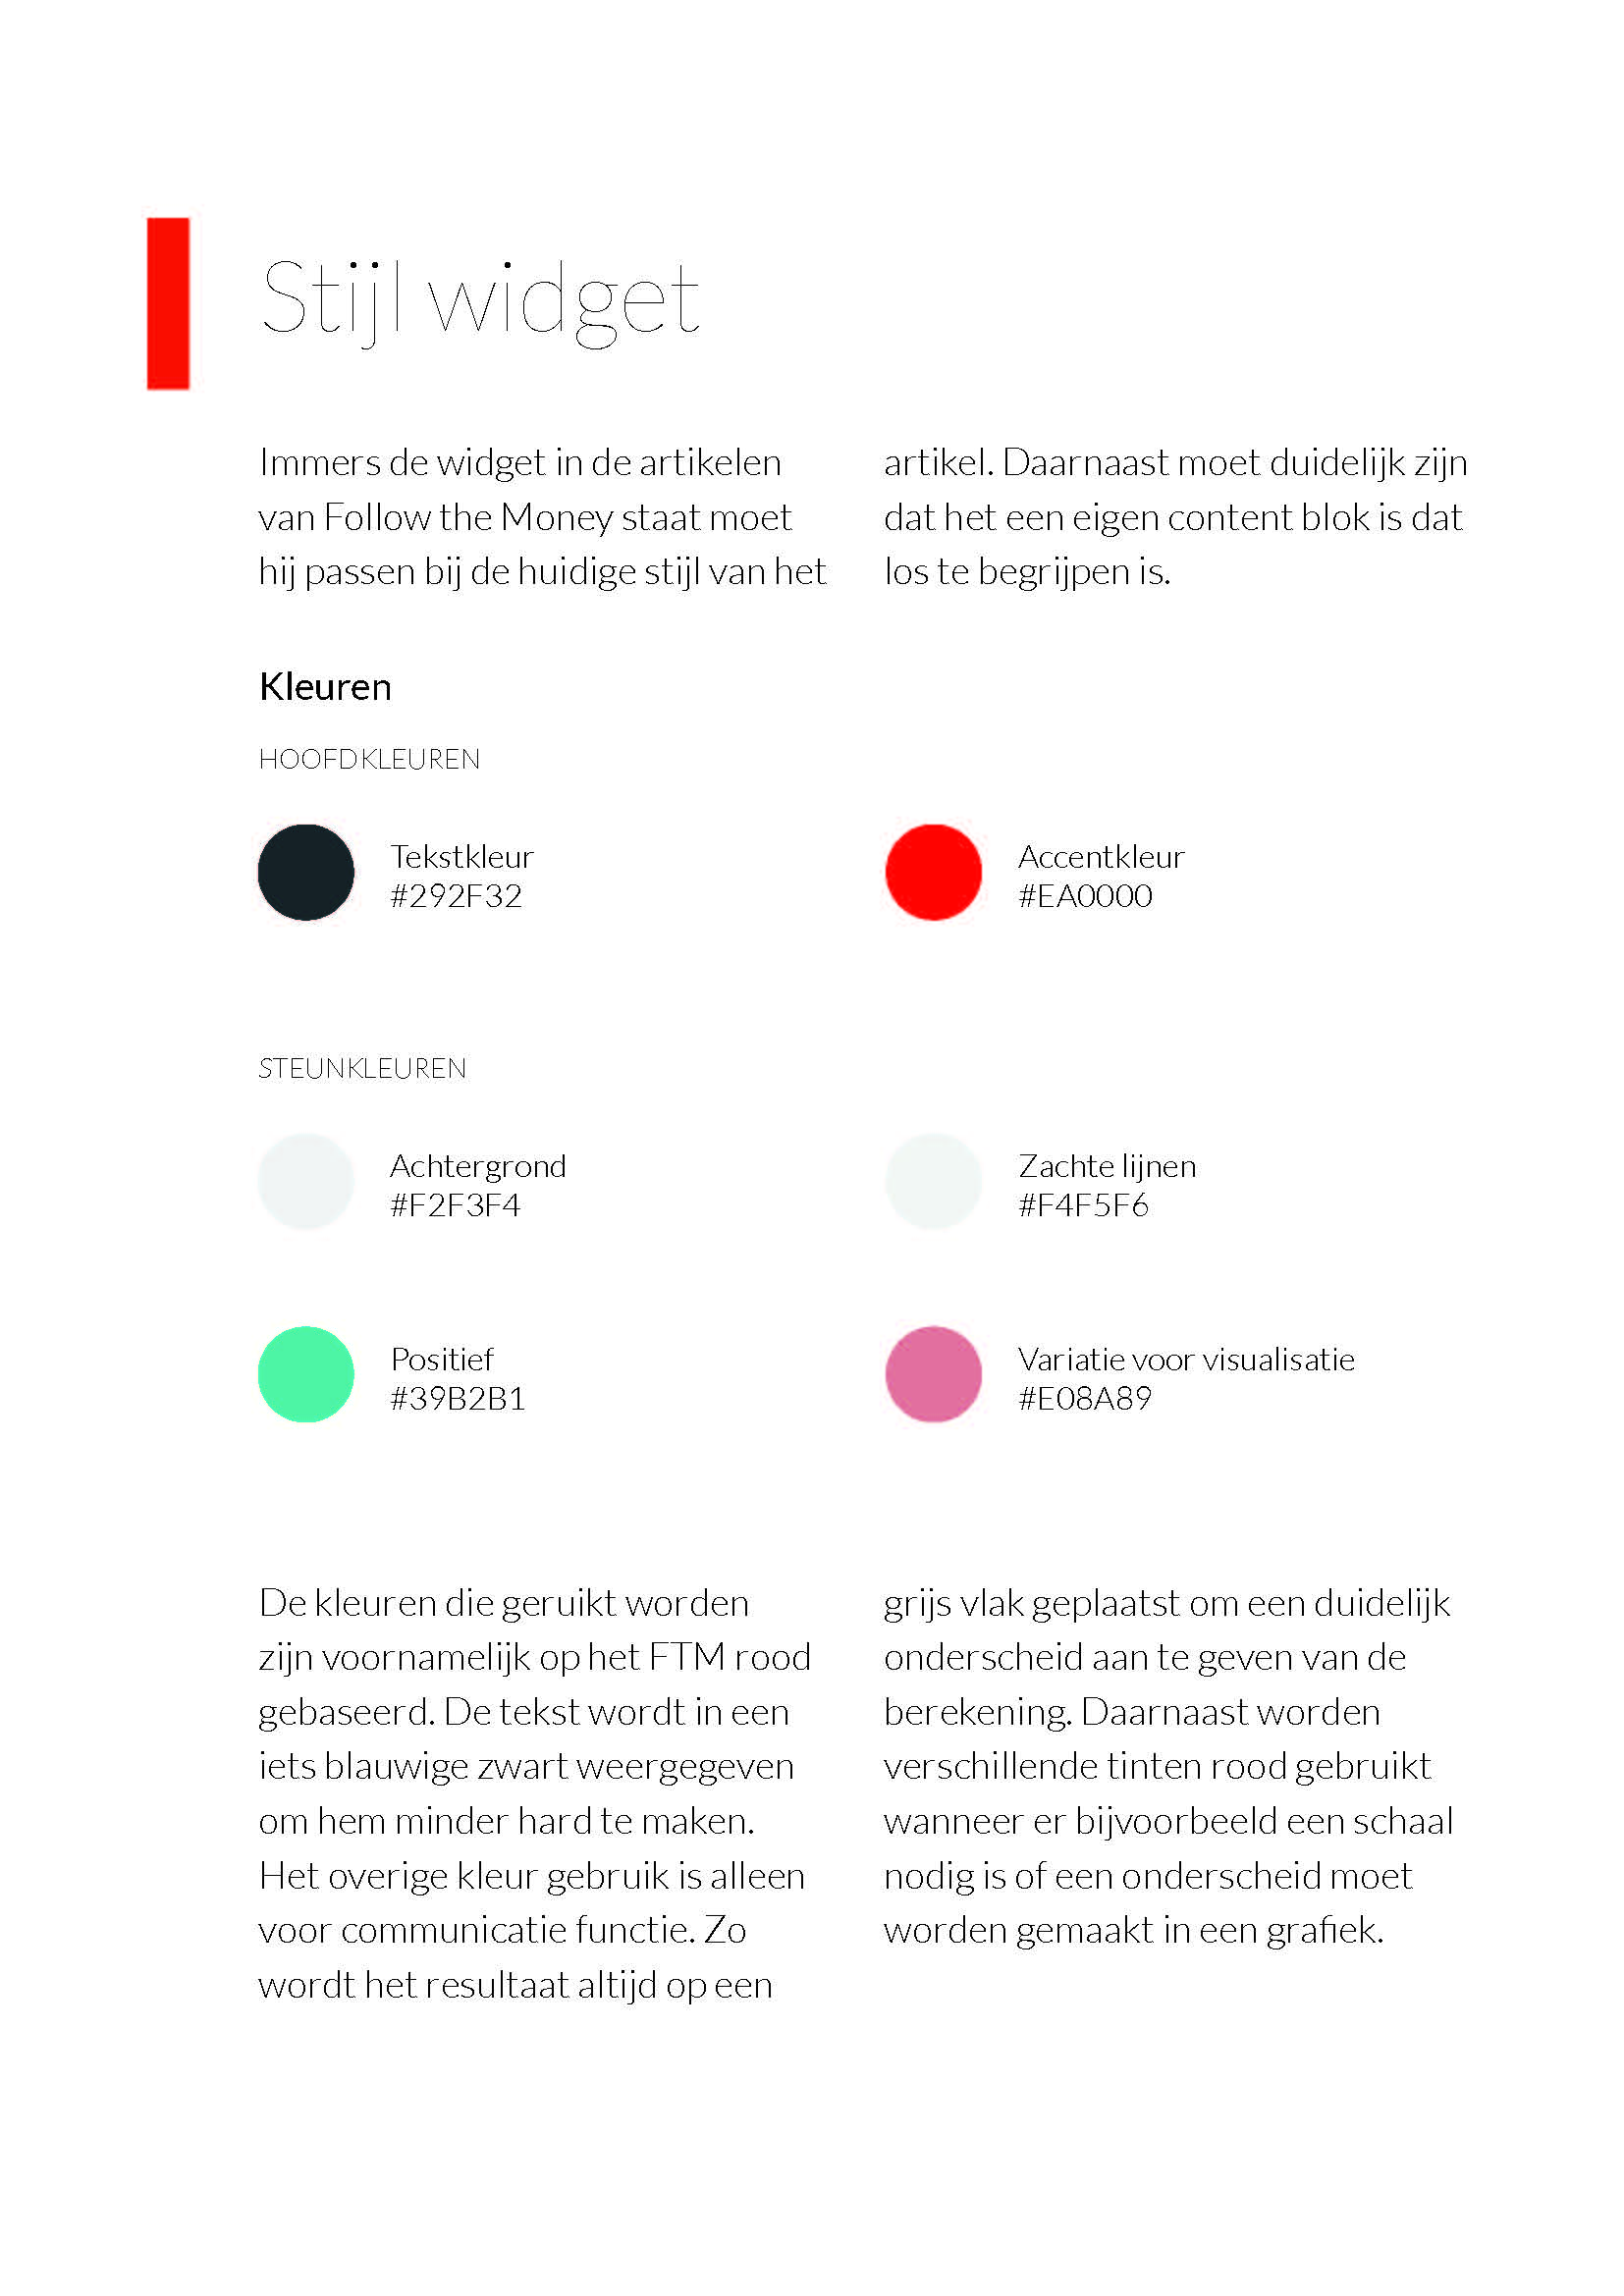 Stijl widget
Immers de widget in de artikelen
van Follow the Money staat moet
hij passen bij de huidige stijl van het
artikel. Daarnaast moet duidelijk zijn
dat het een eigen content blok is dat
los te begrijpen is.
Kleuren
HOOFDKLEUREN
Tekstkleur
#292F32
Accentkleur
#EA0000
STEUNKLEUREN
Achtergrond
#F2F3F4
Zachte lijnen
#F4F5F6
Positief
#39B2B1
Variatie voor visualisatie
#E08A89
De kleuren die geruikt worden
zijn voornamelijk op het FTM rood
gebaseerd. De tekst wordt in een
iets blauwige zwart weergegeven
om hem minder hard te maken.
Het overige kleur gebruik is alleen
voor communicatie functie. Zo
wordt het resultaat altijd op een
grijs vlak geplaatst om een duidelijk
onderscheid aan te geven van de
berekening. Daarnaast worden
verschillende tinten rood gebruikt
wanneer er bijvoorbeeld een schaal
nodig is of een onderscheid moet
worden gemaakt in een grafiek.